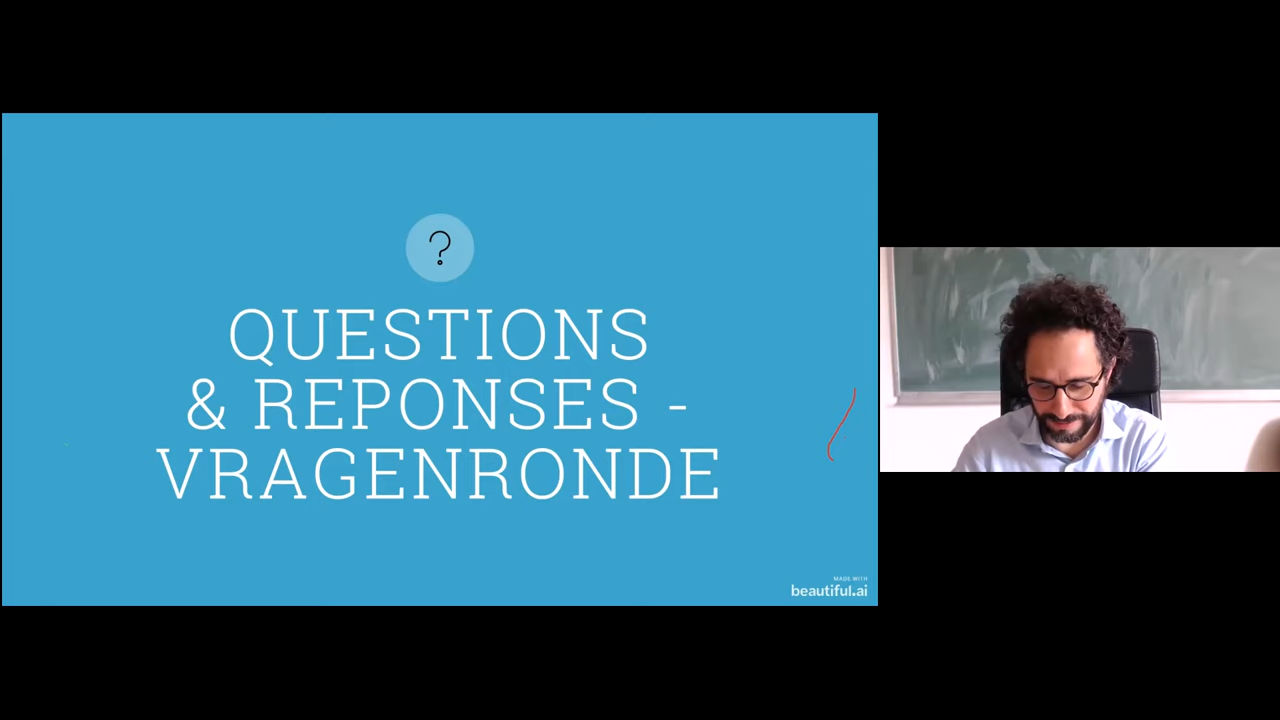 ?
QUESTIONS
& REPONSES -
VRAGENRONDE
MADE WITH
beautiful.ai